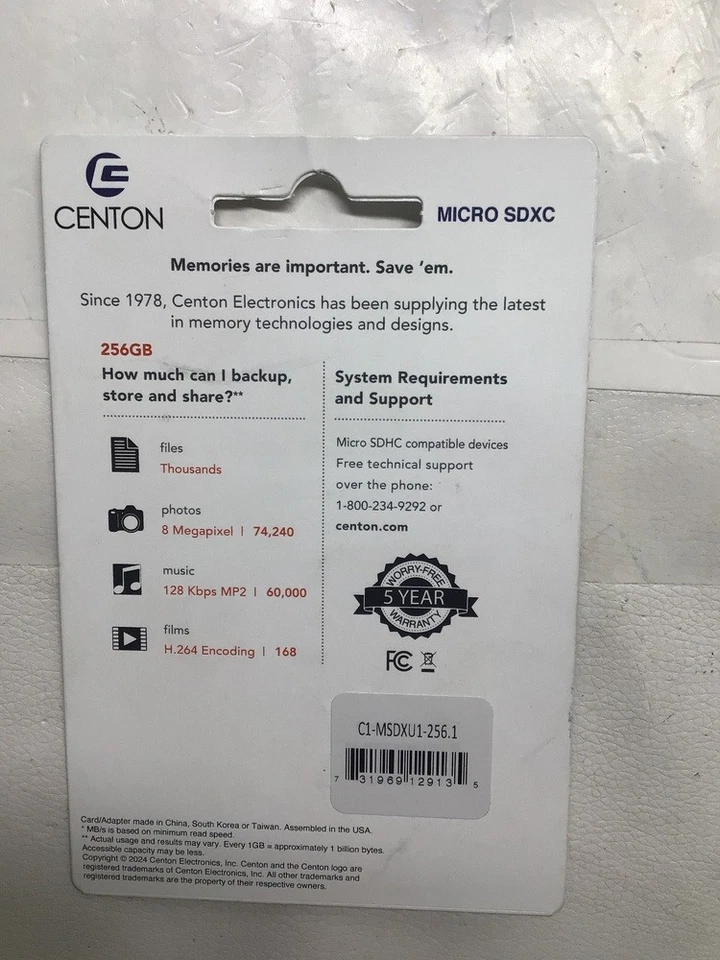 CENTON
MICRO SDXC
Memories are important. Save 'em.
Since 1978, Centon Electronics has been supplying the latest
in memory technologies and designs.
256GB
How much can I backup,
store and share?**
files
Thousands
photos
8 Megapixel | 74,240
music
128 Kbps MP2 | 60,000
films
H.264 Encoding | 168
System Requirements
and Support
Micro SDHC compatible devices
Free technical support
over the phone:
1-800-234-9292 or
centon.com
WORRY-FREE
5 YEAR
WARRANTY
FC
C1-MSDXU1-256.1
7 31969 12913 5
Card/Adapter made in China, South Korea or Taiwan. Assembled in the USA.
* MB/s is based on minimum read speed.
** Actual usage and results may vary. Every 1GB = approximately 1 billion bytes.
Accessible capacity may be less.
Copyright © 2024 Centon Electronics, Inc. Centon and the Centon logo are
registered trademarks of Centon Electronics, Inc. All other trademarks and
registered trademarks are the property of their respective owners.